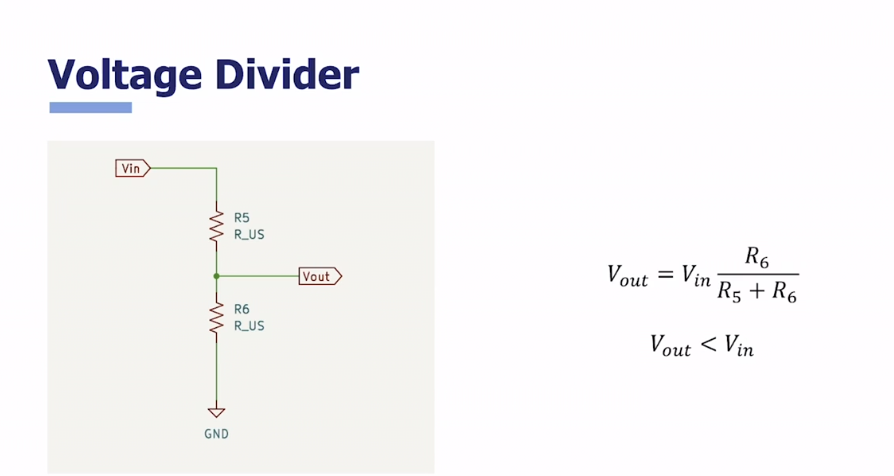 Voltage Divider
Vin
R5
R_US
Vout
R6
R_US
GND
V_{out} = V_{in} \frac{R_6}{R_5 + R_6}
V_{out} < V_{in}